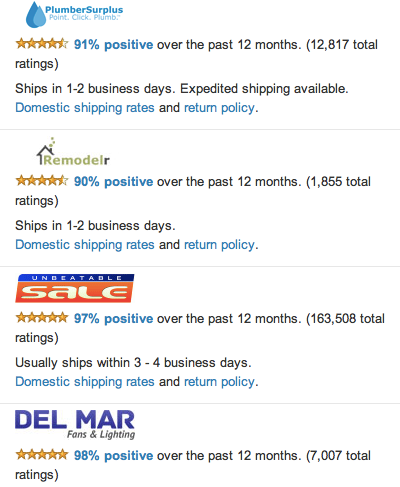 PlumberSurplus
Point. Click. Plumb.
91% positive over the past 12 months. (12,817 total
ratings)
Ships in 1-2 business days. Expedited shipping available.
Domestic shipping rates and return policy.
Remodelr
90% positive over the past 12 months. (1,855 total
ratings)
Ships in 1-2 business days.
Domestic shipping rates and return policy.
UNBEATABLE
SALE
97% positive over the past 12 months. (163,508 total
ratings)
Usually ships within 3 - 4 business days.
Domestic shipping rates and return policy.
DEL MAR
Fans & Lighting
98% positive over the past 12 months. (7,007 total
ratings)